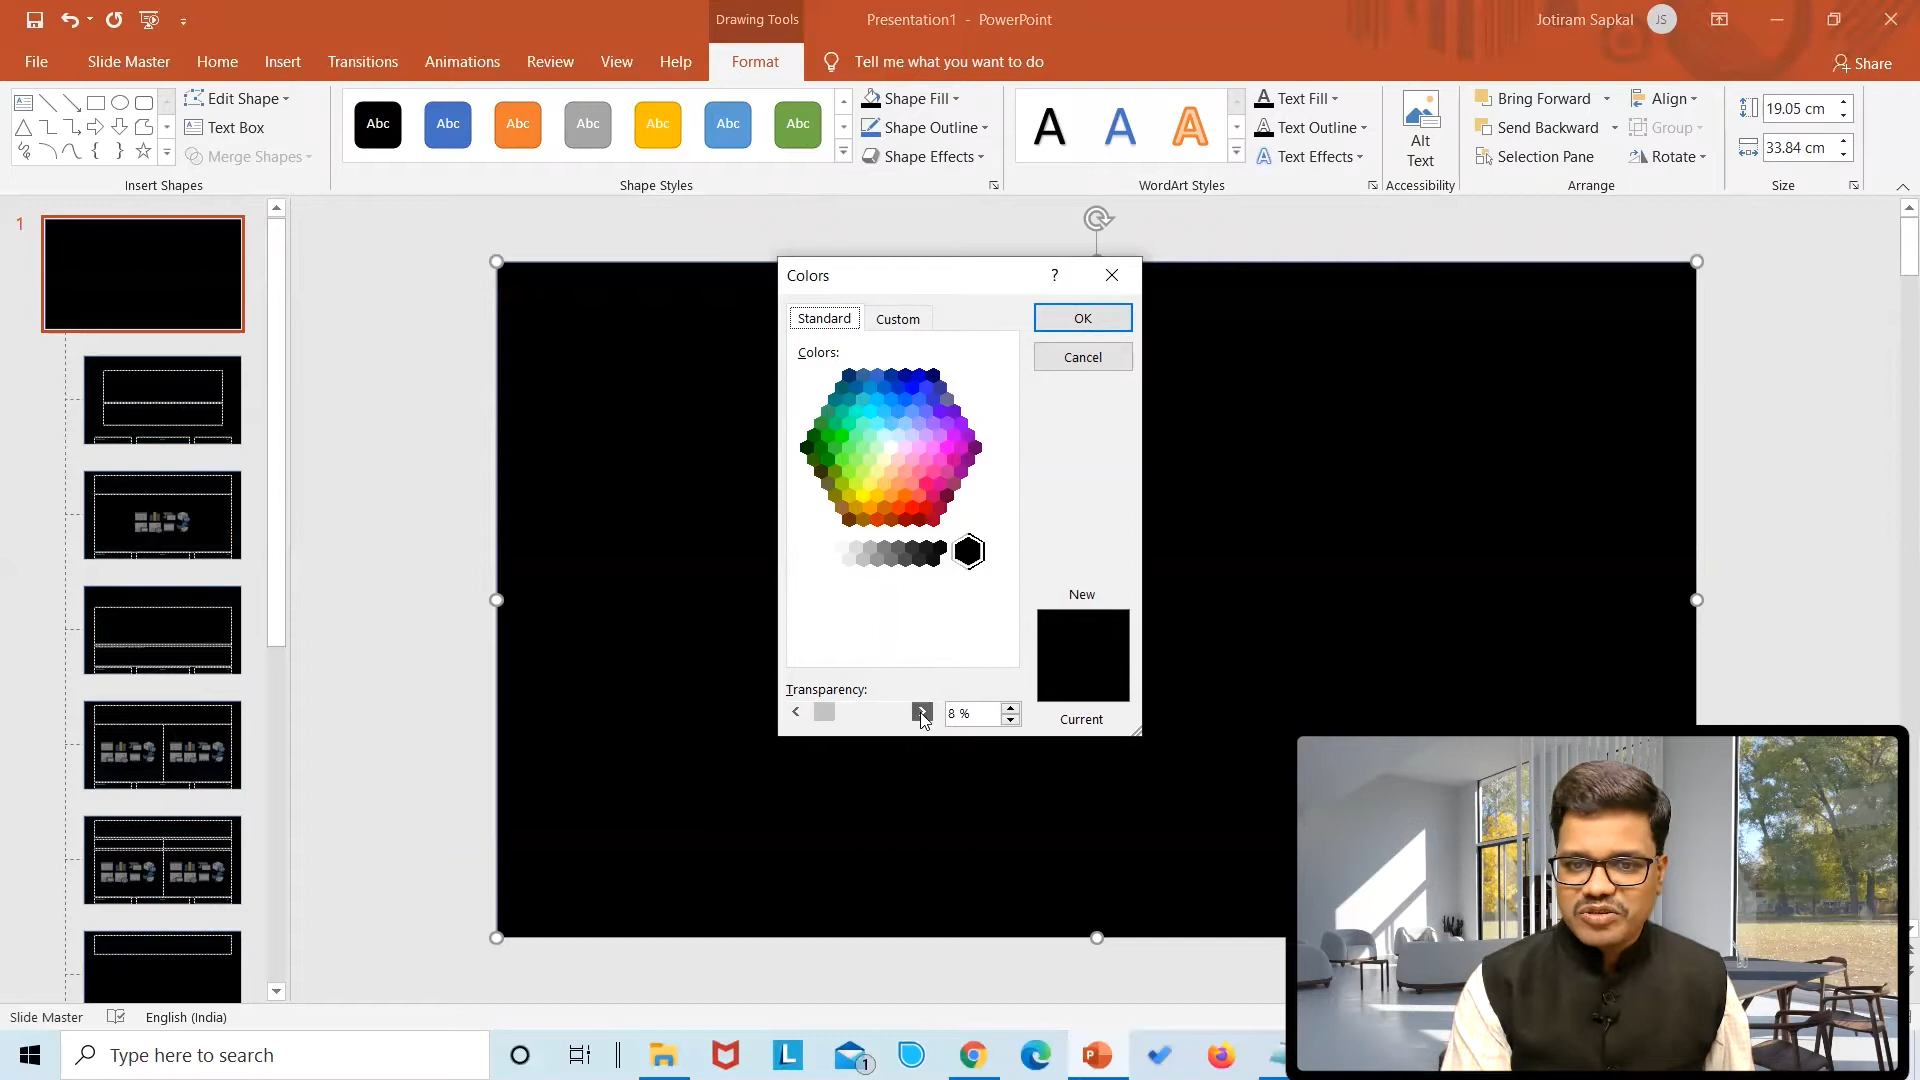 Drawing Tools
Presentation1 - PowerPoint
Jotiram Sapkal
JS
File
Slide Master
Home
Insert
Transitions
Animations
Review
View
Help
Format
Tell me what you want to do
Share
Edit Shape
Text Box
Merge Shapes
Insert Shapes
Abc
Abc
Abc
Abc
Abc
Abc
Abc
Shape Fill
Shape Outline
Shape Effects
Shape Styles
A
A
A
Text Fill
Text Outline
Text Effects
WordArt Styles
Alt
Text
Accessibility
Bring Forward
Send Backward
Selection Pane
Align
Group
Rotate
Arrange
19.05 cm
33.84 cm
Size
1
Colors
?
Standard
Custom
OK
Cancel
Colors:
New
Transparency:
8 %
Current
Slide Master
English (India)
Type here to search
L
1